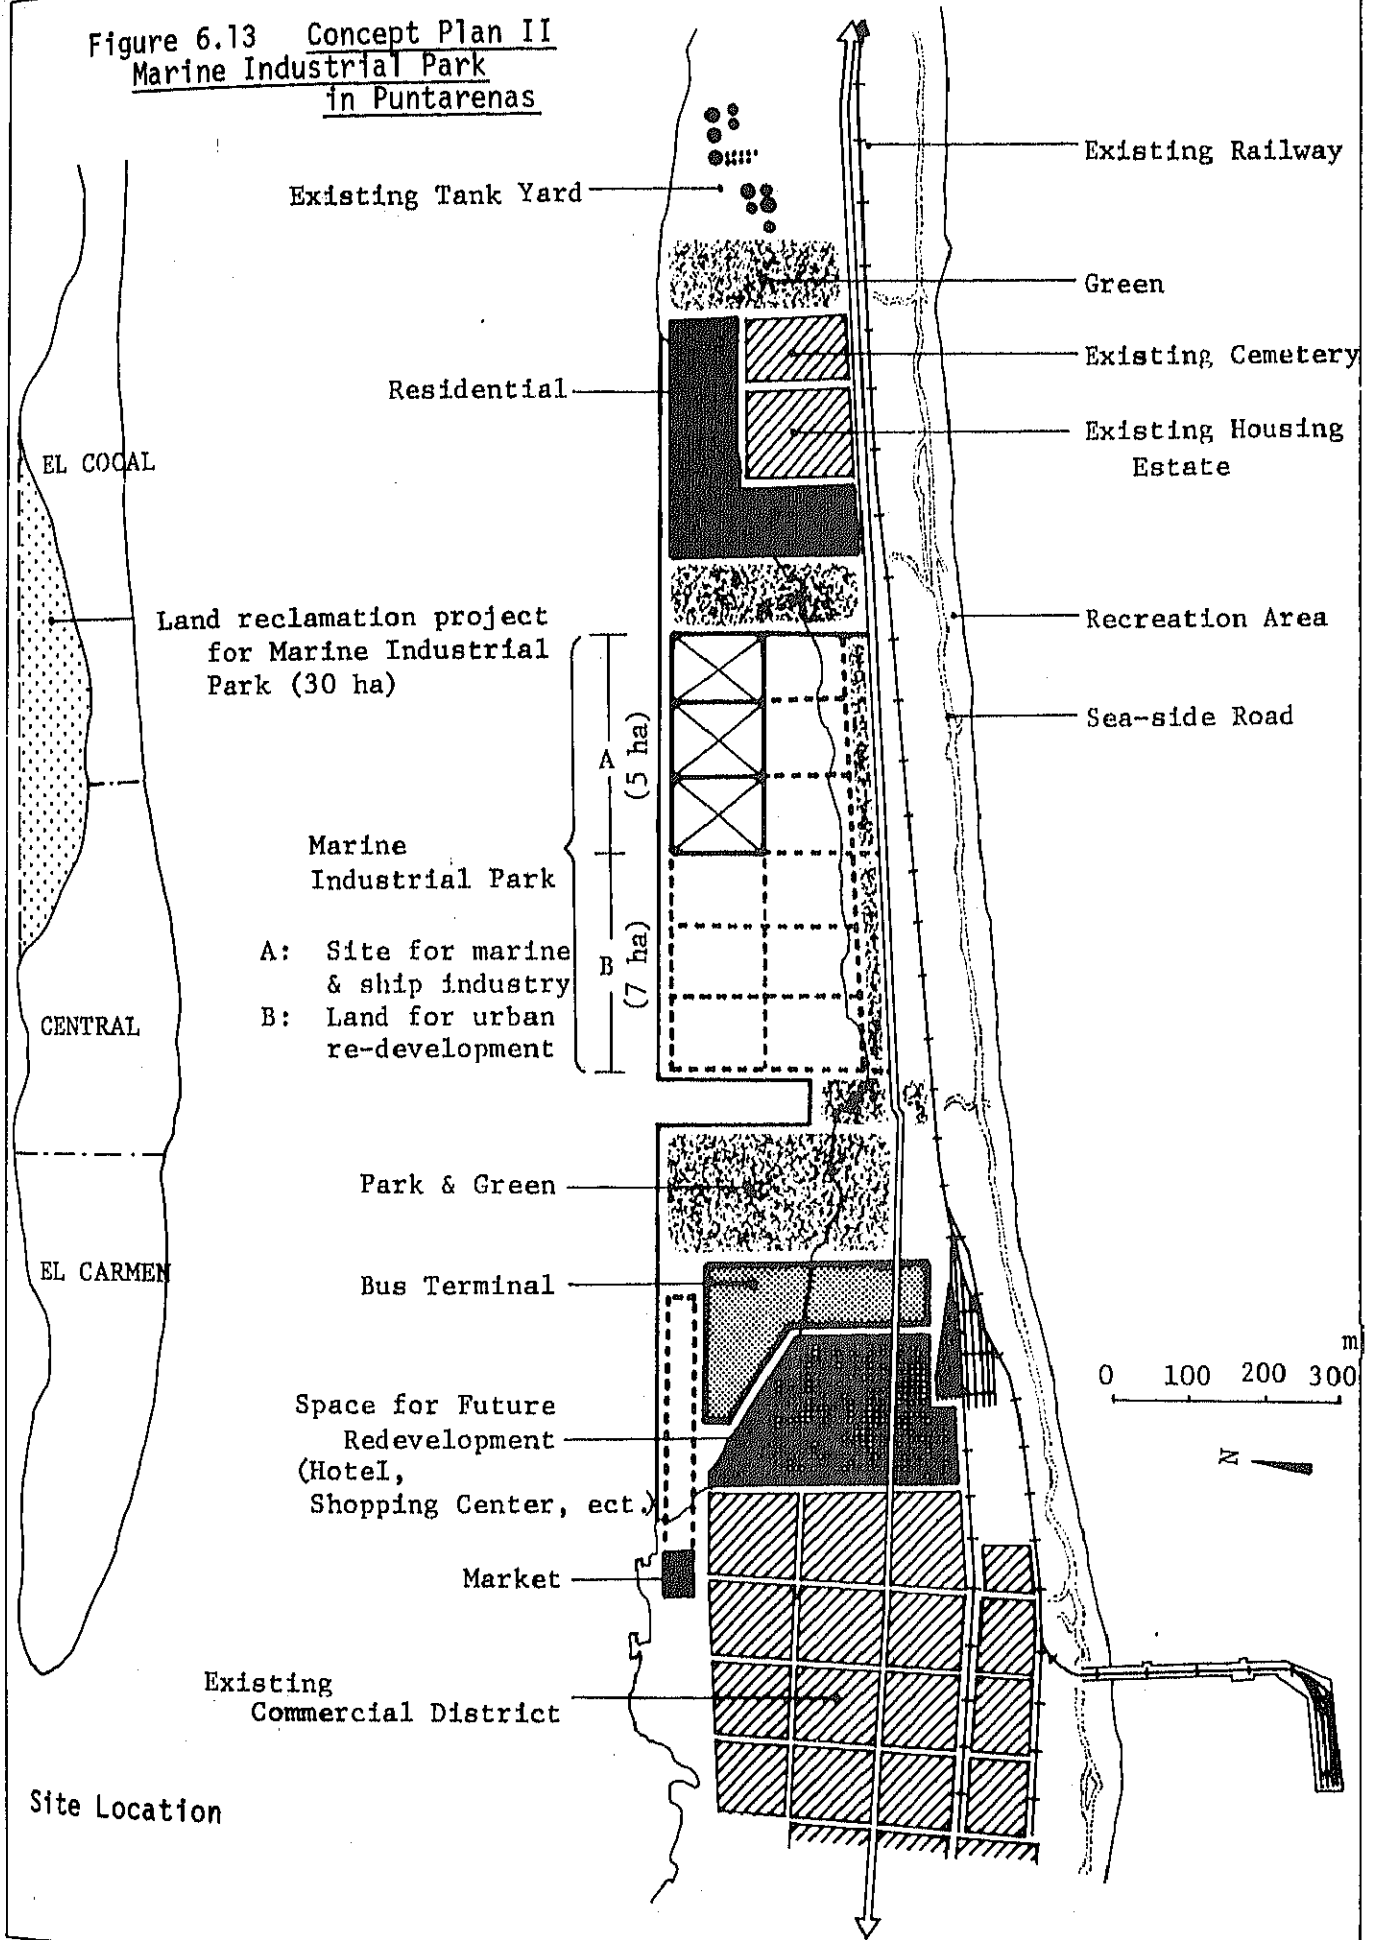 Figure 6.13 Concept Plan II
Marine Industrial Park
in Puntarenas
Existing Railway
Existing Tank Yard
Green
Existing Cemetery
Residential
Existing Housing
Estate
EL COCAL
Land reclamation project
for Marine Industrial
Park (30 ha)
Recreation Area
Sea-side Road
A
(5 ha)
Marine
Industrial Park
A: Site for marine
& ship industry
B: Land for urban
re-development
B
(7 ha)
CENTRAL
Park & Green
EL CARMEN
Bus Terminal
m
0 100 200 300
Space for Future
Redevelopment
(Hotel,
Shopping Center, ect.)
N
Market
Existing
Commercial District
Site Location